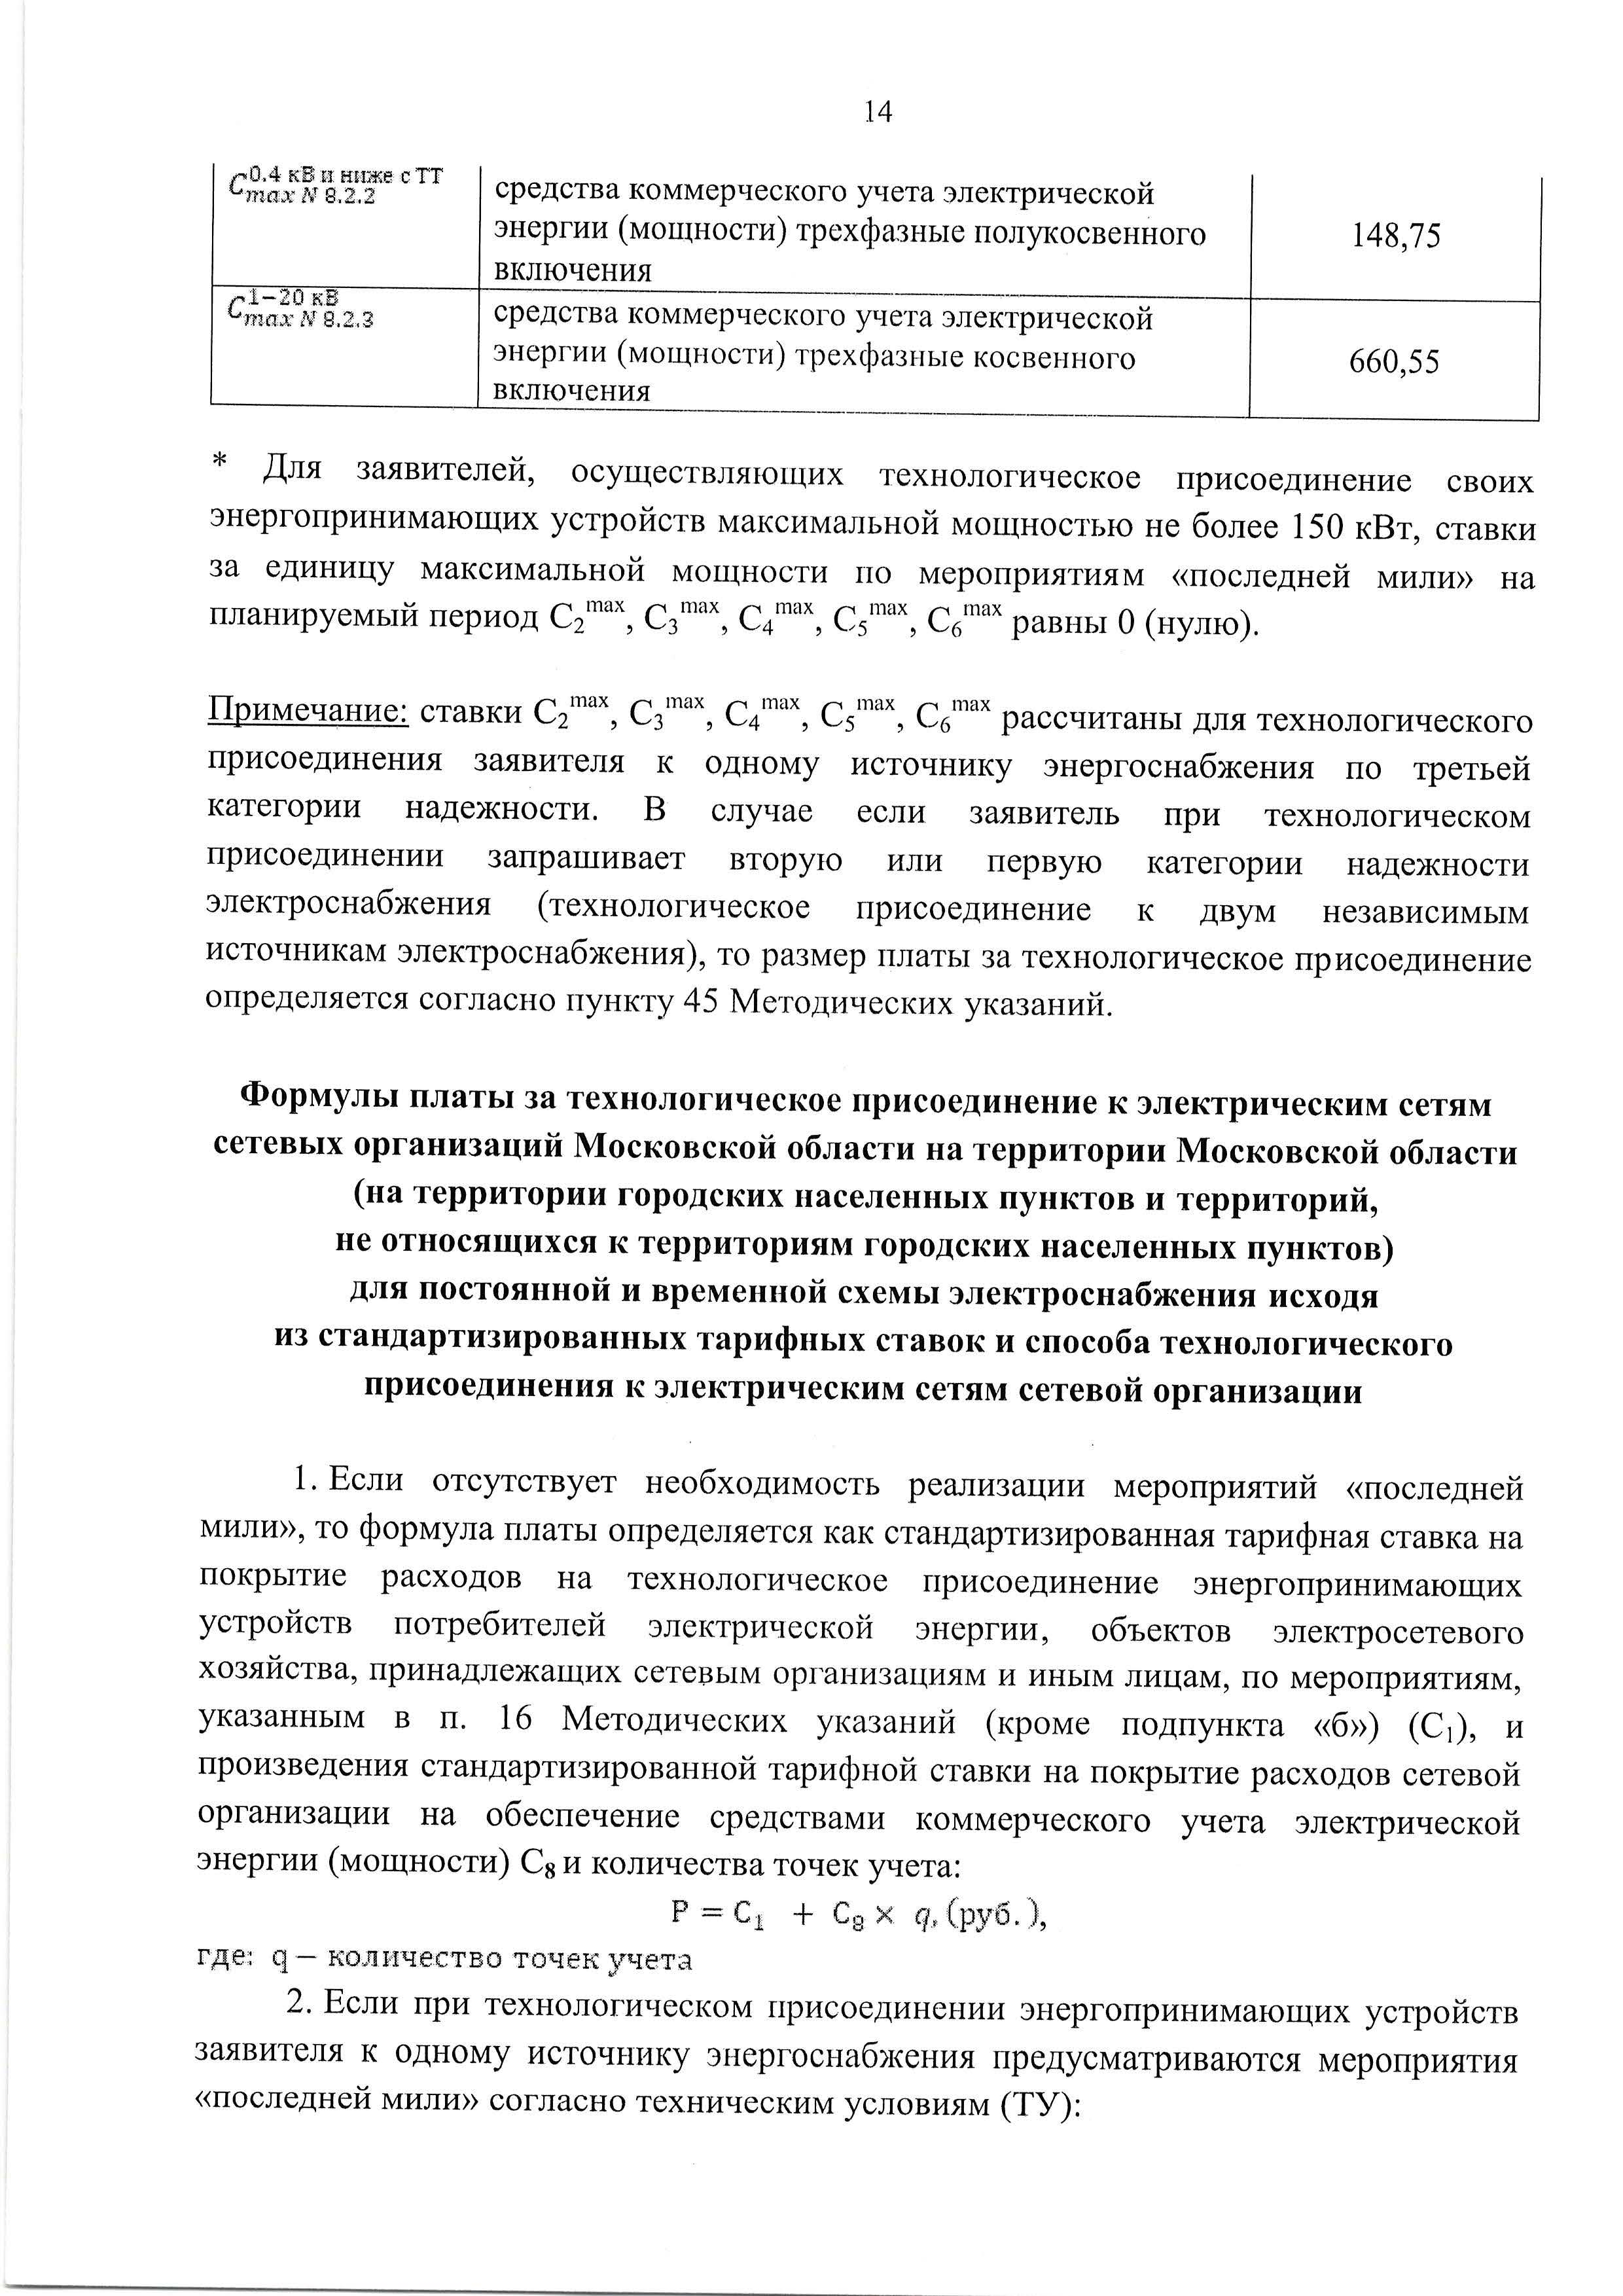 14
C max N 8.2.2 0.4 кВ и ниже с ТТ
средства коммерческого учета электрической
энергии (мощности) трехфазные полукосвенного
включения
148,75
C max N 8.2.3 1–20 кВ
средства коммерческого учета электрической
энергии (мощности) трехфазные косвенного
включения
660,55
* Для заявителей, осуществляющих технологическое присоединение своих
энергопринимающих устройств максимальной мощностью не более 150 кВт, ставки
за единицу максимальной мощности по мероприятиям «последней мили» на
планируемый период С₂ᵐᵃˣ, С₃ᵐᵃˣ, С₄ᵐᵃˣ, С₅ᵐᵃˣ, С₆ᵐᵃˣ равны 0 (нулю).
Примечание: ставки С₂ᵐᵃˣ, С₃ᵐᵃˣ, С₄ᵐᵃˣ, С₅ᵐᵃˣ, С₆ᵐᵃˣ рассчитаны для технологического
присоединения заявителя к одному источнику энергоснабжения по третьей
категории надежности. В случае если заявитель при технологическом
присоединении запрашивает вторую или первую категории надежности
электроснабжения (технологическое присоединение к двум независимым
источникам электроснабжения), то размер платы за технологическое присоединение
определяется согласно пункту 45 Методических указаний.
Формулы платы за технологическое присоединение к электрическим сетям
сетевых организаций Московской области на территории Московской области
(на территории городских населенных пунктов и территорий,
не относящихся к территориям городских населенных пунктов)
для постоянной и временной схемы электроснабжения исходя
из стандартизированных тарифных ставок и способа технологического
присоединения к электрическим сетям сетевой организации
1. Если отсутствует необходимость реализации мероприятий «последней
мили», то формула платы определяется как стандартизированная тарифная ставка на
покрытие расходов на технологическое присоединение энергопринимающих
устройств потребителей электрической энергии, объектов электросетевого
хозяйства, принадлежащих сетевым организациям и иным лицам, по мероприятиям,
указанным в п. 16 Методических указаний (кроме подпункта «б») (С₁), и
произведения стандартизированной тарифной ставки на покрытие расходов сетевой
организации на обеспечение средствами коммерческого учета электрической
энергии (мощности) С₈ и количества точек учета:
P = C₁ + C₈ × q, (руб. ),
где: q – количество точек учета
2. Если при технологическом присоединении энергопринимающих устройств
заявителя к одному источнику энергоснабжения предусматриваются мероприятия
«последней мили» согласно техническим условиям (ТУ):